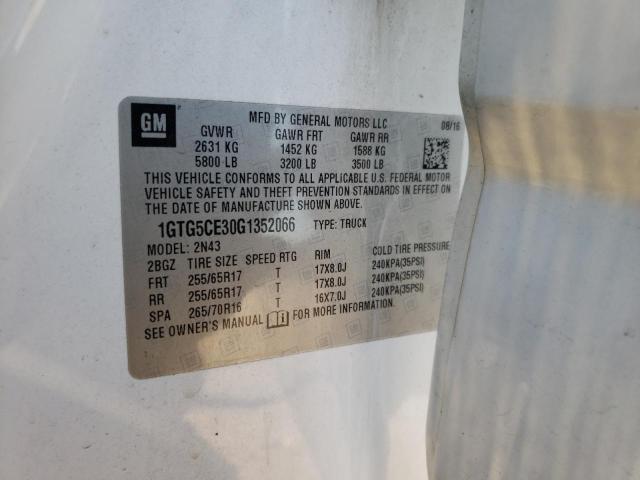 GM
MFD BY GENERAL MOTORS LLC
08/16
GVWR GAWR FRT GAWR RR
2631 KG 1452 KG 1588 KG
5800 LB 3200 LB 3500 LB
THIS VEHICLE CONFORMS TO ALL APPLICABLE U.S. FEDERAL MOTOR
VEHICLE SAFETY AND THEFT PREVENTION STANDARDS IN EFFECT ON
THE DATE OF MANUFACTURE SHOWN ABOVE.
1GTG5CE30G1352066 TYPE: TRUCK
MODEL: 2N43
2BGZ TIRE SIZE SPEED RTG RIM COLD TIRE PRESSURE
FRT 255/65R17 T 17X8.0J 240KPA(35PSI)
RR 255/65R17 T 17X8.0J 240KPA(35PSI)
SPA 265/70R16 T 16X7.0J 240KPA(35PSI)
SEE OWNER'S MANUAL FOR MORE INFORMATION.